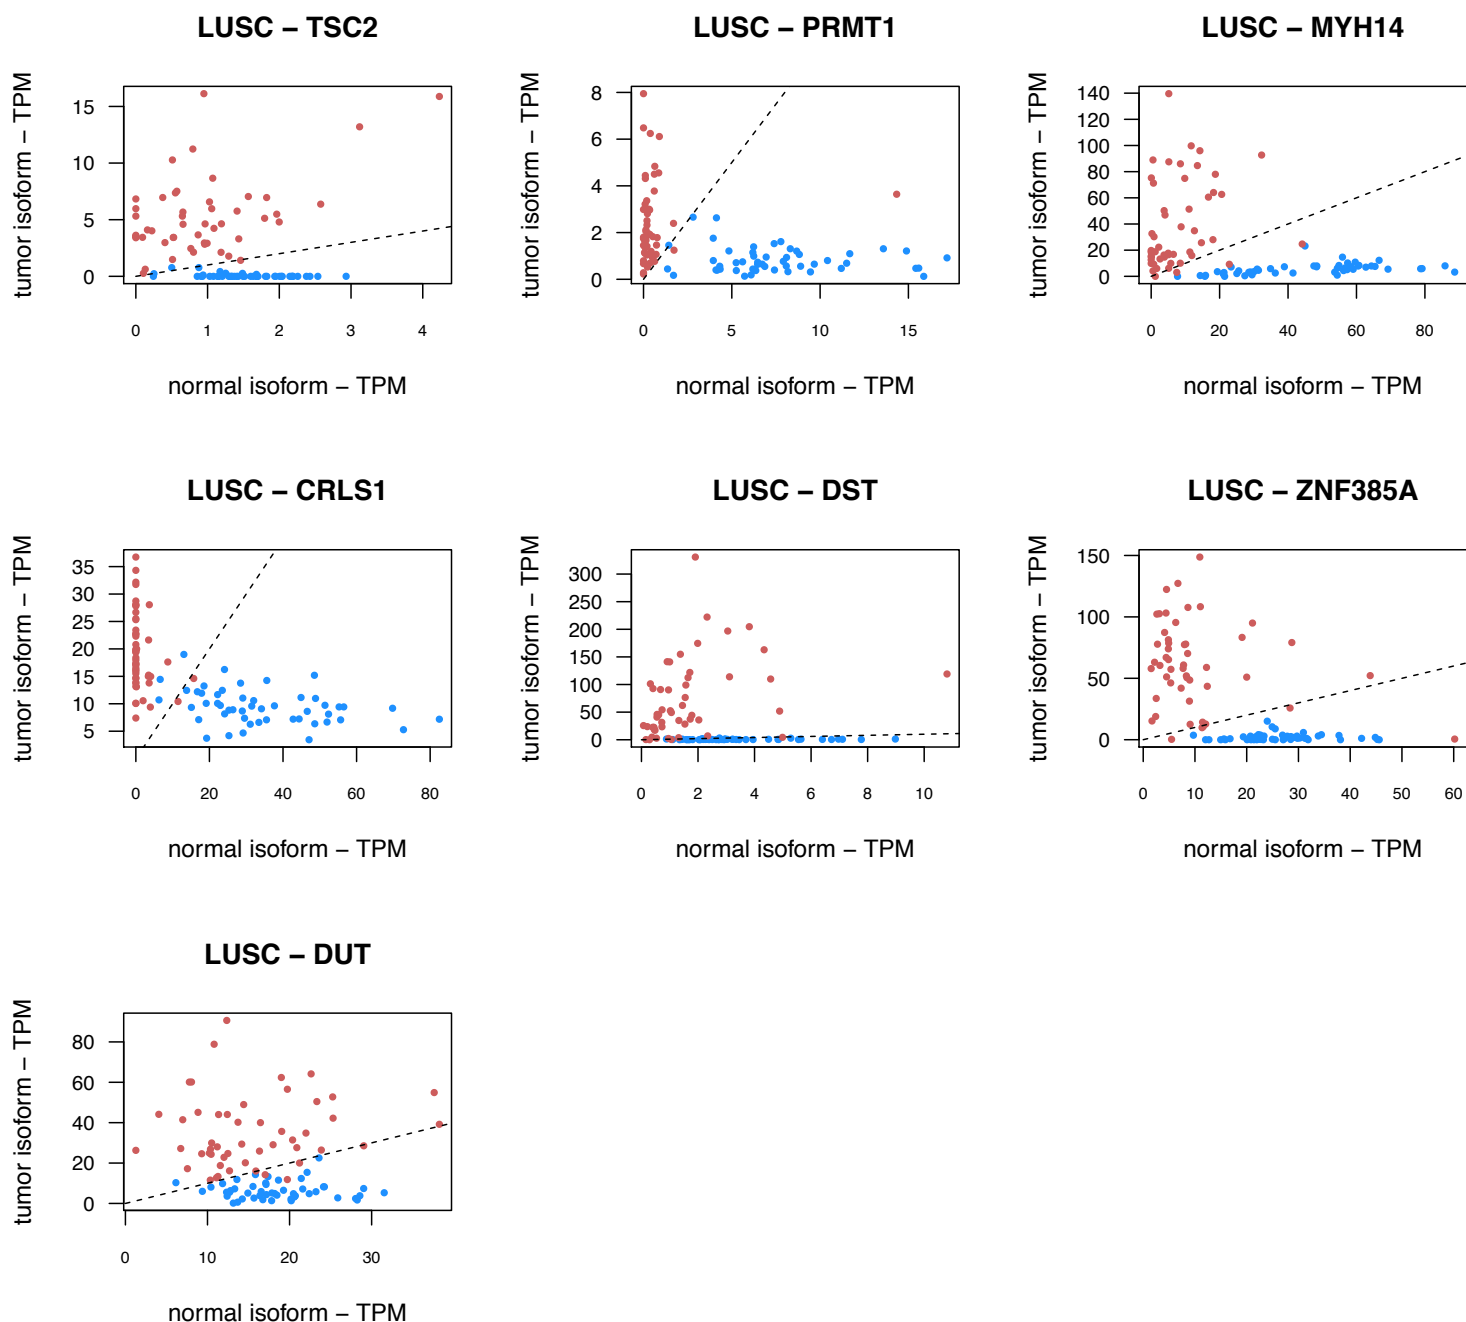 LUSC – TSC2
tumor isoform – TPM
15
10
5
0
0 1 2 3 4
normal isoform – TPM
LUSC – PRMT1
tumor isoform – TPM
8
6
4
2
0
0 5 10 15
normal isoform – TPM
LUSC – MYH14
tumor isoform – TPM
140
120
100
80
60
40
20
0
0 20 40 60 80
normal isoform – TPM
LUSC – CRLS1
tumor isoform – TPM
35
30
25
20
15
10
5
0 20 40 60 80
normal isoform – TPM
LUSC – DST
tumor isoform – TPM
300
250
200
150
100
50
0
0 2 4 6 8 10
normal isoform – TPM
LUSC – ZNF385A
tumor isoform – TPM
150
100
50
0
0 10 20 30 40 50 60
normal isoform – TPM
LUSC – DUT
tumor isoform – TPM
80
60
40
20
0
0 10 20 30
normal isoform – TPM